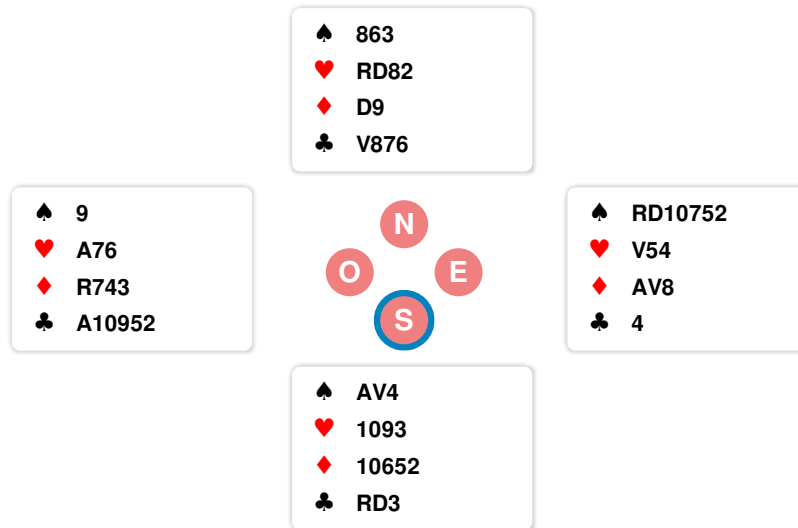 ♠ 863
♥ RD82
♦ D9
♣ V876
♠ 9
♥ A76
♦ R743
♣ A10952
N
O E
S
♠ RD10752
♥ V54
♦ AV8
♣ 4
♠ AV4
♥ 1093
♦ 10652
♣ RD3